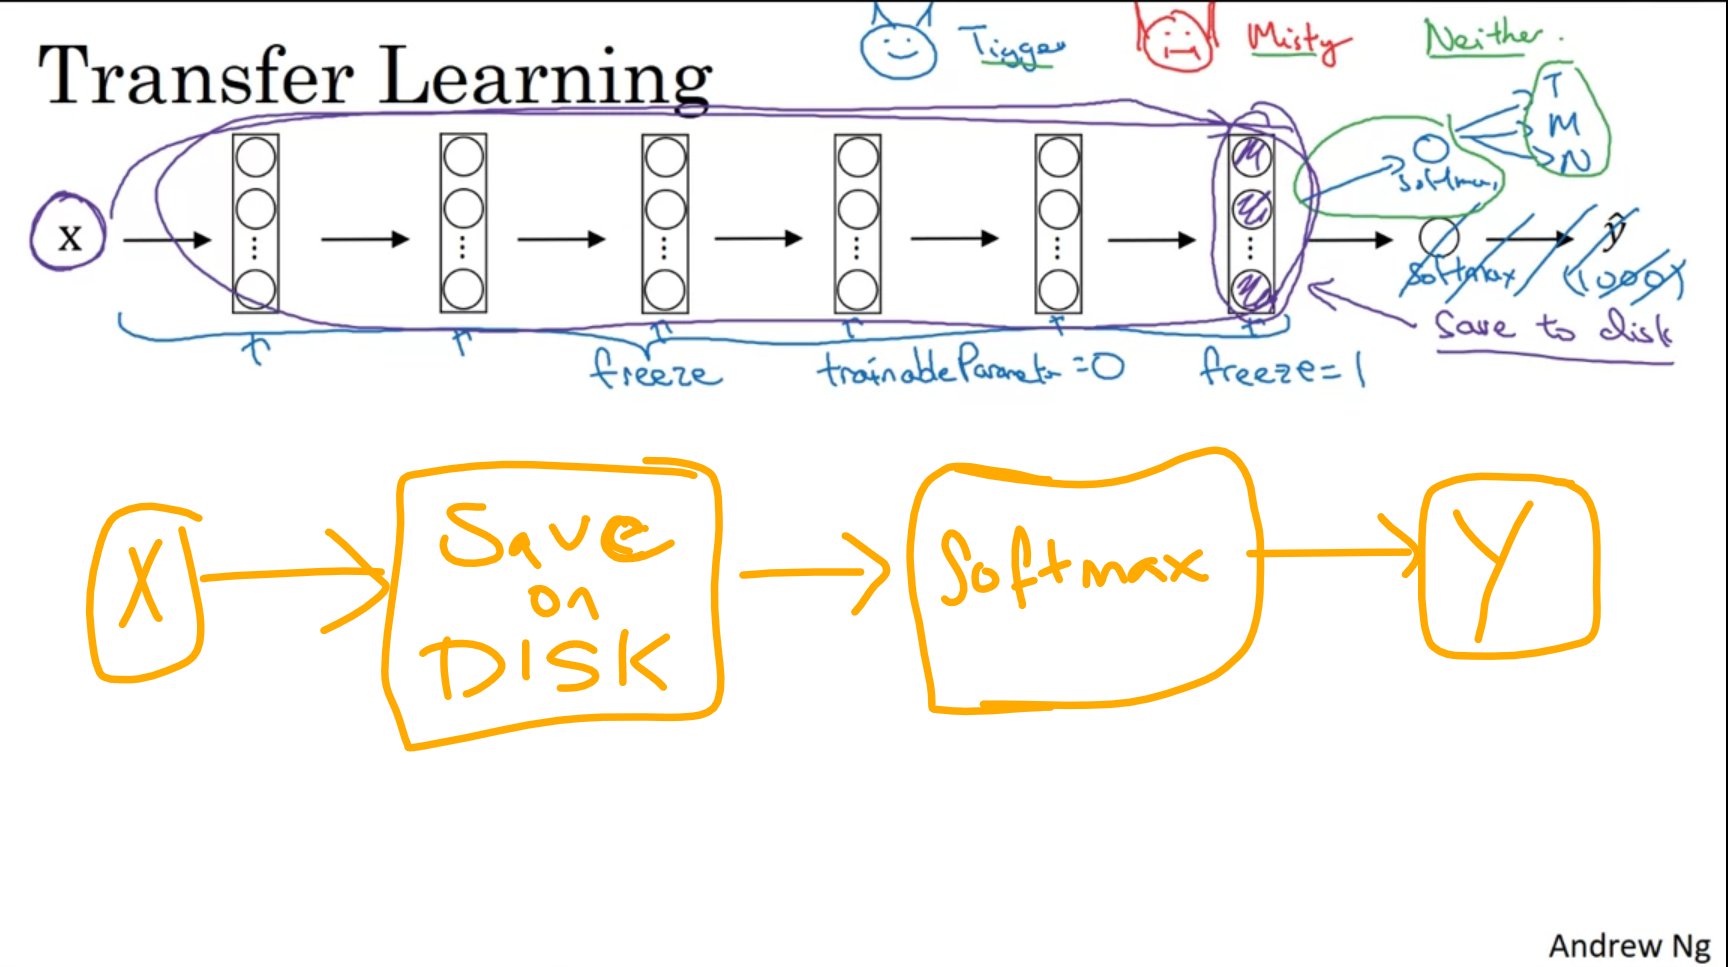 Transfer Learning
Tigger
Misty
Neither.
T
M
N
softmax
x
ŷ
softmax
(1000)
Save to disk
freeze
trainableParameter = 0
freeze = 1
X
Save
on
DISK
Softmax
Y
Andrew Ng